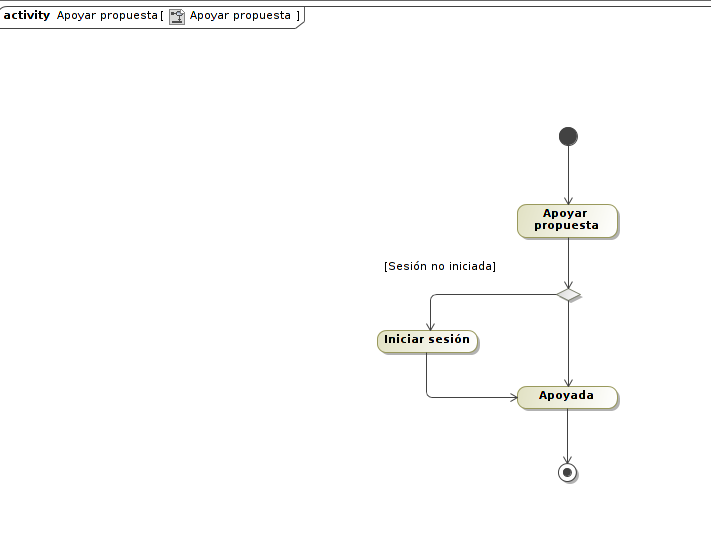 activity Apoyar propuesta [ Apoyar propuesta ]
Apoyar
propuesta
[Sesión no iniciada]
Iniciar sesión
Apoyada